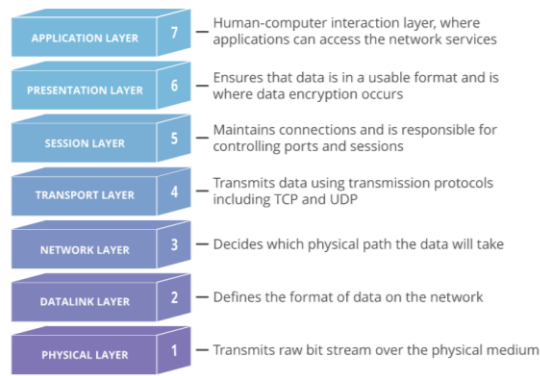 APPLICATION LAYER 7 — Human-computer interaction layer, where
applications can access the network services
PRESENTATION LAYER 6 — Ensures that data is in a usable format and is
where data encryption occurs
SESSION LAYER 5 — Maintains connections and is responsible for
controlling ports and sessions
TRANSPORT LAYER 4 — Transmits data using transmission protocols
including TCP and UDP
NETWORK LAYER 3 — Decides which physical path the data will take
DATALINK LAYER 2 — Defines the format of data on the network
PHYSICAL LAYER 1 — Transmits raw bit stream over the physical medium